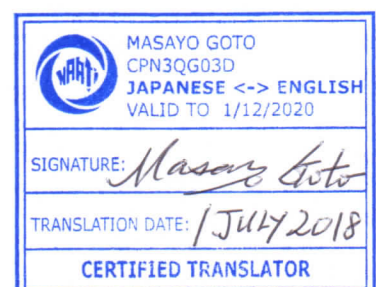 NAATI
MASAYO GOTO
CPN3QG03D
JAPANESE <-> ENGLISH
VALID TO 1/12/2020
SIGNATURE: Masayo Goto
TRANSLATION DATE: 1 JULY 2018
CERTIFIED TRANSLATOR